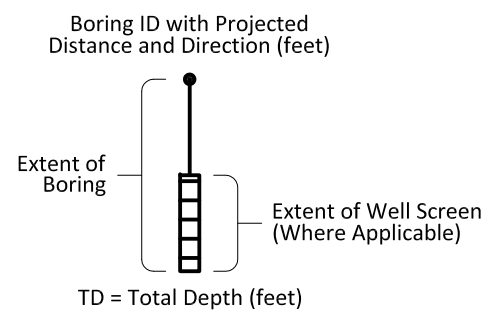 Boring ID with Projected
Distance and Direction (feet)
Extent of
Boring
Extent of Well Screen
(Where Applicable)
TD = Total Depth (feet)